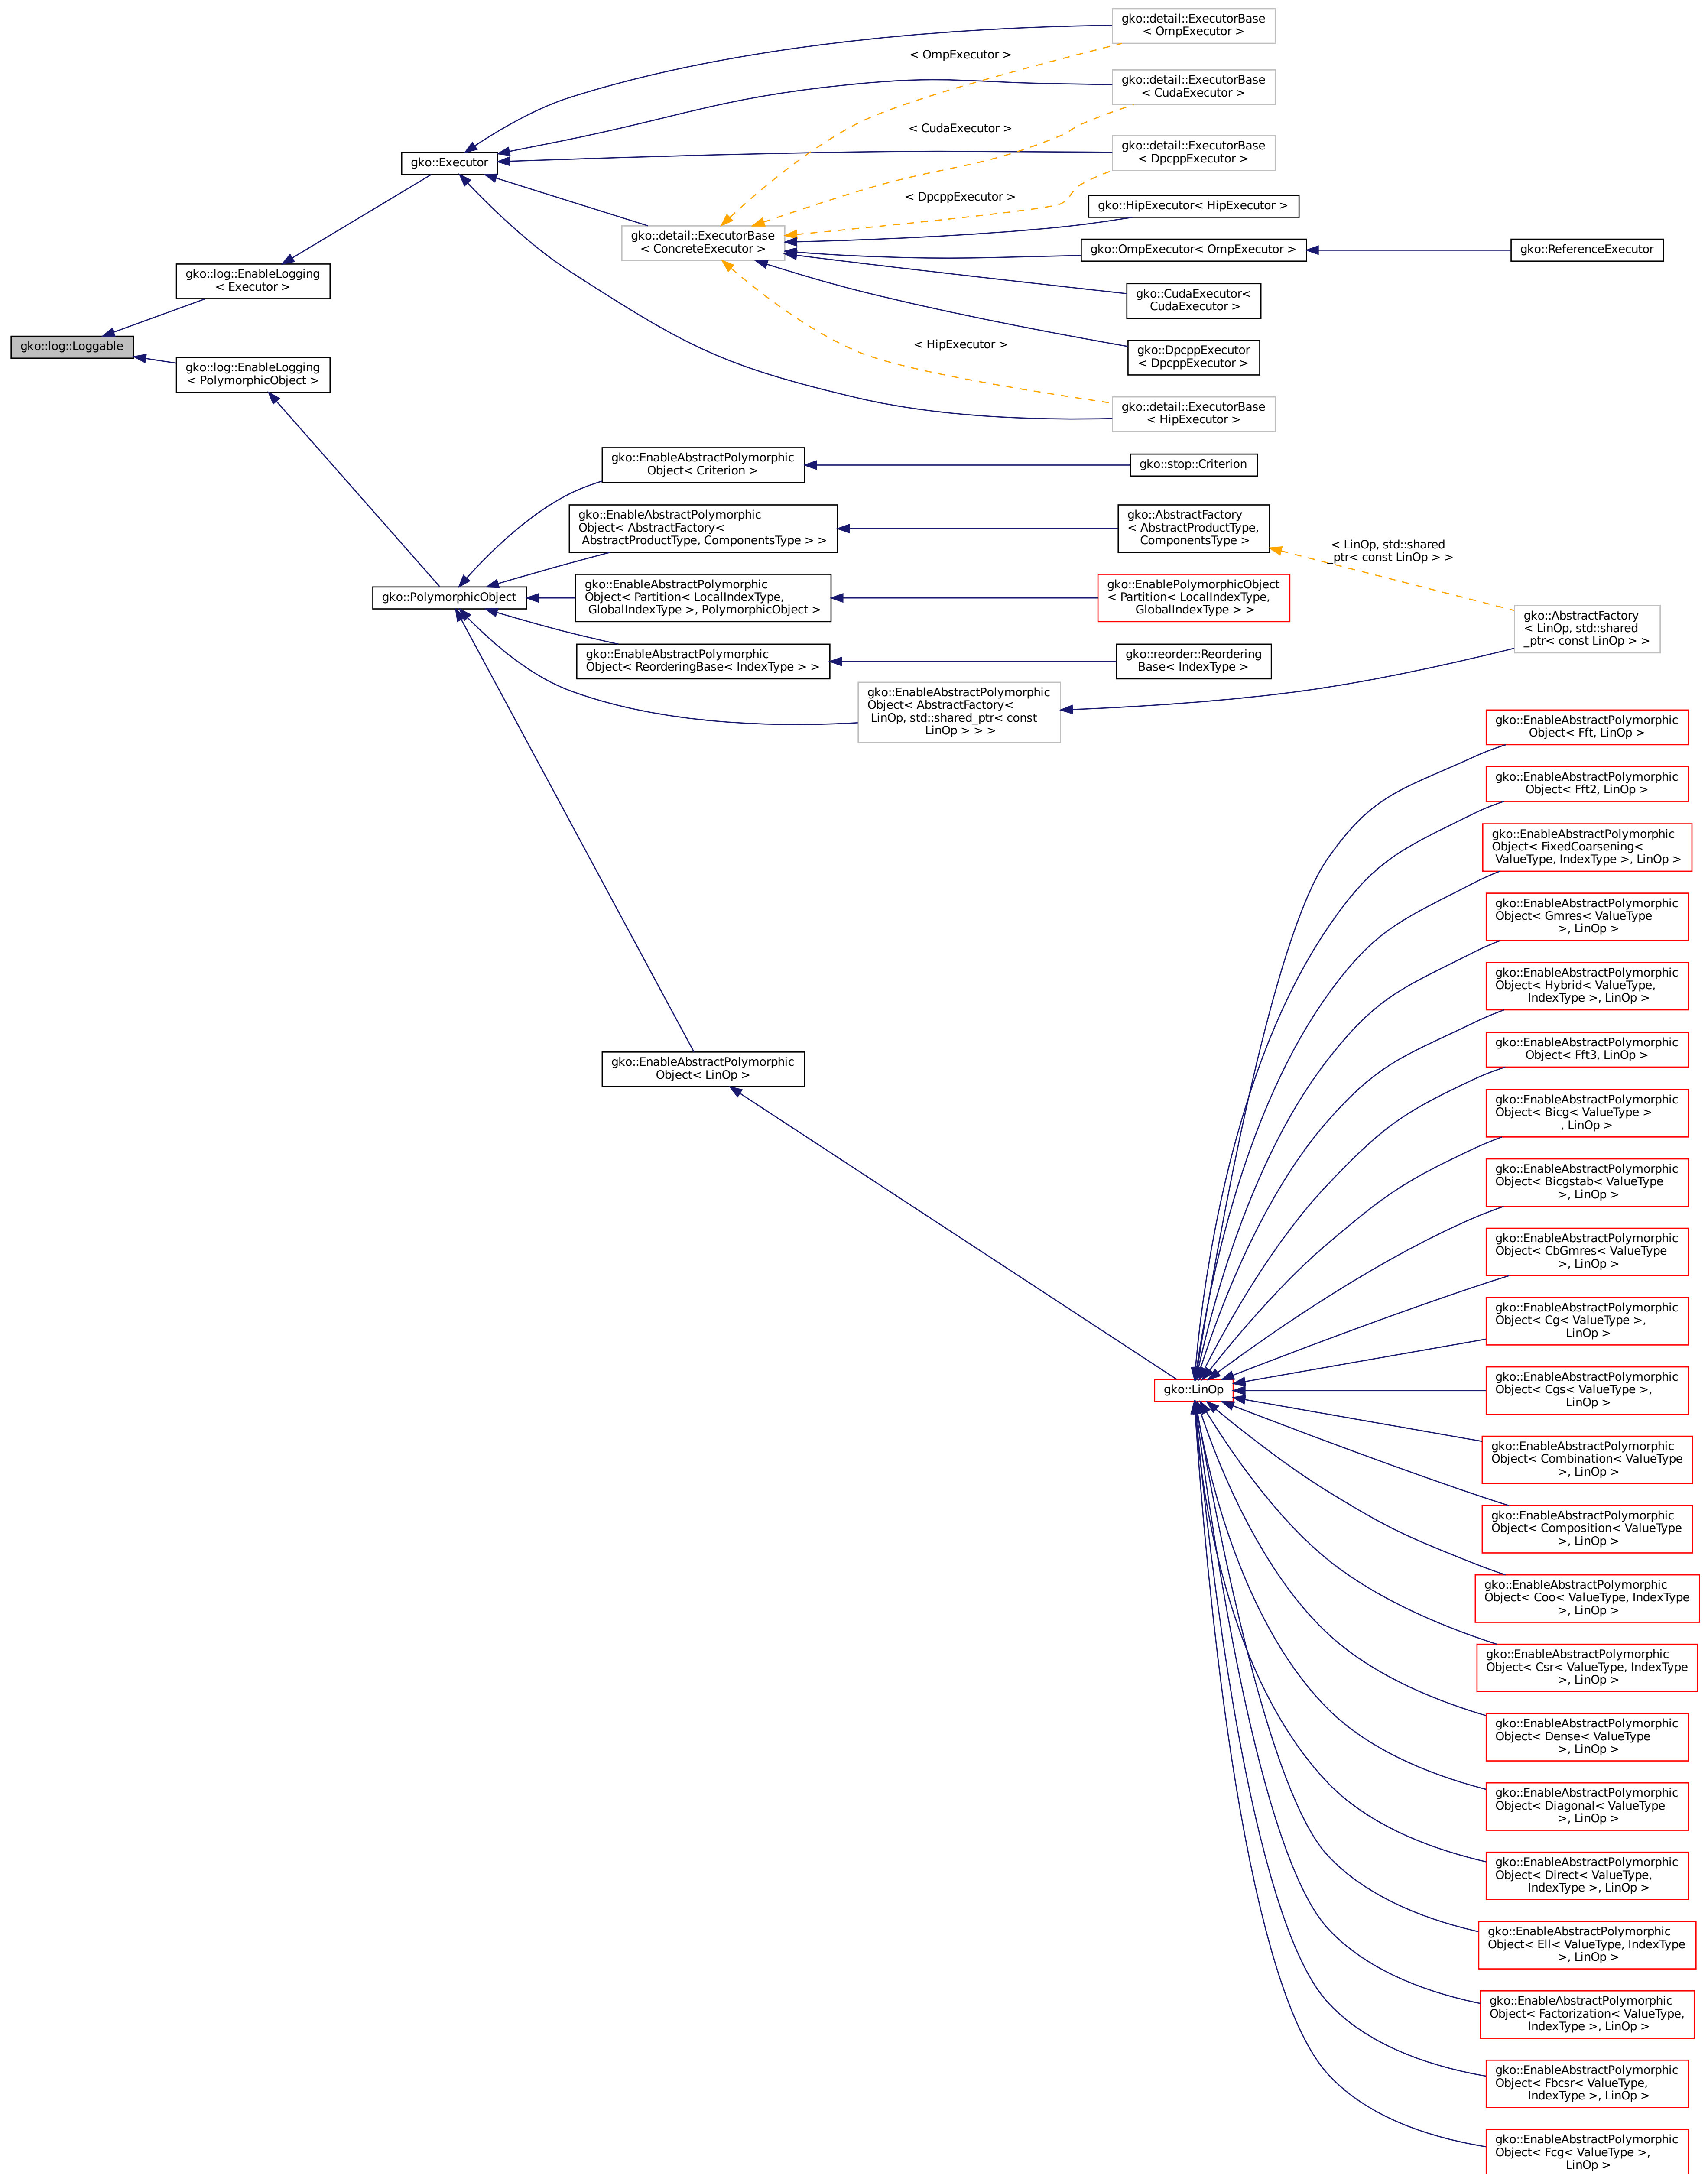 gko::detail::ExecutorBase
< OmpExecutor >
< OmpExecutor >
gko::detail::ExecutorBase
< CudaExecutor >
< CudaExecutor >
gko::Executor
gko::detail::ExecutorBase
< DpcppExecutor >
< DpcppExecutor >
gko::HipExecutor< HipExecutor >
gko::detail::ExecutorBase
< ConcreteExecutor >
gko::OmpExecutor< OmpExecutor >
gko::ReferenceExecutor
gko::log::EnableLogging
< Executor >
gko::CudaExecutor<
CudaExecutor >
gko::log::Loggable
< HipExecutor >
gko::DpcppExecutor
< DpcppExecutor >
gko::log::EnableLogging
< PolymorphicObject >
gko::detail::ExecutorBase
< HipExecutor >
gko::EnableAbstractPolymorphic
Object< Criterion >
gko::stop::Criterion
gko::EnableAbstractPolymorphic
Object< AbstractFactory<
AbstractProductType, ComponentsType > >
gko::AbstractFactory
< AbstractProductType,
ComponentsType >
< LinOp, std::shared
_ptr< const LinOp > >
gko::PolymorphicObject
gko::EnableAbstractPolymorphic
Object< Partition< LocalIndexType,
GlobalIndexType >, PolymorphicObject >
gko::EnablePolymorphicObject
< Partition< LocalIndexType,
GlobalIndexType > >
gko::AbstractFactory
< LinOp, std::shared
_ptr< const LinOp > >
gko::EnableAbstractPolymorphic
Object< ReorderingBase< IndexType > >
gko::reorder::Reordering
Base< IndexType >
gko::EnableAbstractPolymorphic
Object< AbstractFactory<
LinOp, std::shared_ptr< const
LinOp > > >
gko::EnableAbstractPolymorphic
Object< Fft, LinOp >
gko::EnableAbstractPolymorphic
Object< Fft2, LinOp >
gko::EnableAbstractPolymorphic
Object< FixedCoarsening<
ValueType, IndexType >, LinOp >
gko::EnableAbstractPolymorphic
Object< Gmres< ValueType
>, LinOp >
gko::EnableAbstractPolymorphic
Object< Hybrid< ValueType,
IndexType >, LinOp >
gko::EnableAbstractPolymorphic
Object< Fft3, LinOp >
gko::EnableAbstractPolymorphic
Object< LinOp >
gko::EnableAbstractPolymorphic
Object< Bicg< ValueType >
, LinOp >
gko::EnableAbstractPolymorphic
Object< Bicgstab< ValueType
>, LinOp >
gko::EnableAbstractPolymorphic
Object< CbGmres< ValueType
>, LinOp >
gko::EnableAbstractPolymorphic
Object< Cg< ValueType >,
LinOp >
gko::LinOp
gko::EnableAbstractPolymorphic
Object< Cgs< ValueType >,
LinOp >
gko::EnableAbstractPolymorphic
Object< Combination< ValueType
>, LinOp >
gko::EnableAbstractPolymorphic
Object< Composition< ValueType
>, LinOp >
gko::EnableAbstractPolymorphic
Object< Coo< ValueType, IndexType
>, LinOp >
gko::EnableAbstractPolymorphic
Object< Csr< ValueType, IndexType
>, LinOp >
gko::EnableAbstractPolymorphic
Object< Dense< ValueType
>, LinOp >
gko::EnableAbstractPolymorphic
Object< Diagonal< ValueType
>, LinOp >
gko::EnableAbstractPolymorphic
Object< Direct< ValueType,
IndexType >, LinOp >
gko::EnableAbstractPolymorphic
Object< Ell< ValueType, IndexType
>, LinOp >
gko::EnableAbstractPolymorphic
Object< Factorization< ValueType,
IndexType >, LinOp >
gko::EnableAbstractPolymorphic
Object< Fbcsr< ValueType,
IndexType >, LinOp >
gko::EnableAbstractPolymorphic
Object< Fcg< ValueType >,
LinOp >